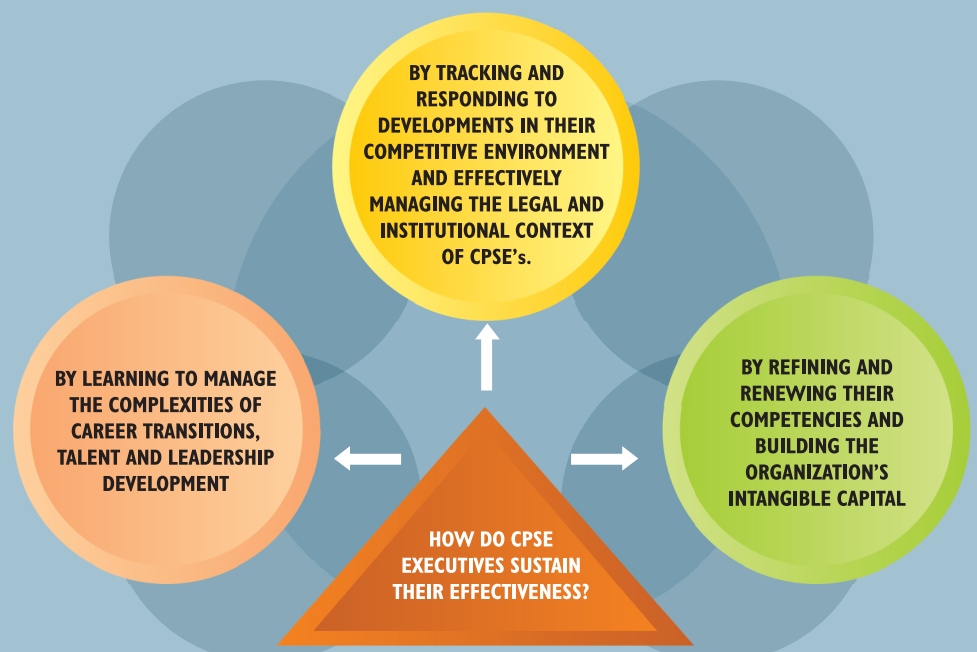 BY TRACKING AND
RESPONDING TO
DEVELOPMENTS IN THEIR
COMPETITIVE ENVIRONMENT
AND EFFECTIVELY
MANAGING THE LEGAL AND
INSTITUTIONAL CONTEXT
OF CPSE's.
BY LEARNING TO MANAGE
THE COMPLEXITIES OF
CAREER TRANSITIONS,
TALENT AND LEADERSHIP
DEVELOPMENT
BY REFINING AND
RENEWING THEIR
COMPETENCIES AND
BUILDING THE
ORGANIZATION'S
INTANGIBLE CAPITAL
HOW DO CPSE
EXECUTIVES SUSTAIN
THEIR EFFECTIVENESS?